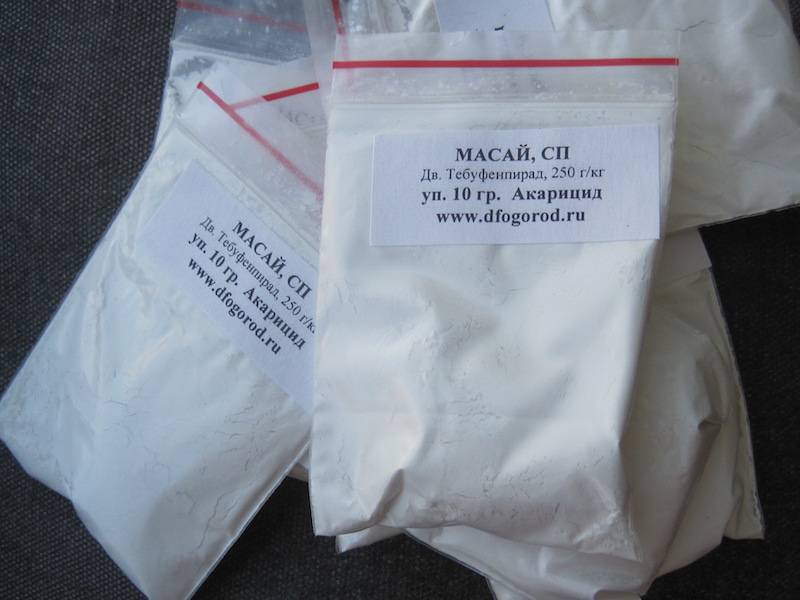 МАСАЙ, СП
Дв. Тебуфенпирад, 250 г/кг
уп. 10 гр. Акарицид
www.dfogorod.ru
МАСАЙ, СП
Дв. Тебуфенпирад, 250 г/кг
уп. 10 гр. Акарицид
www.dfogorod.ru